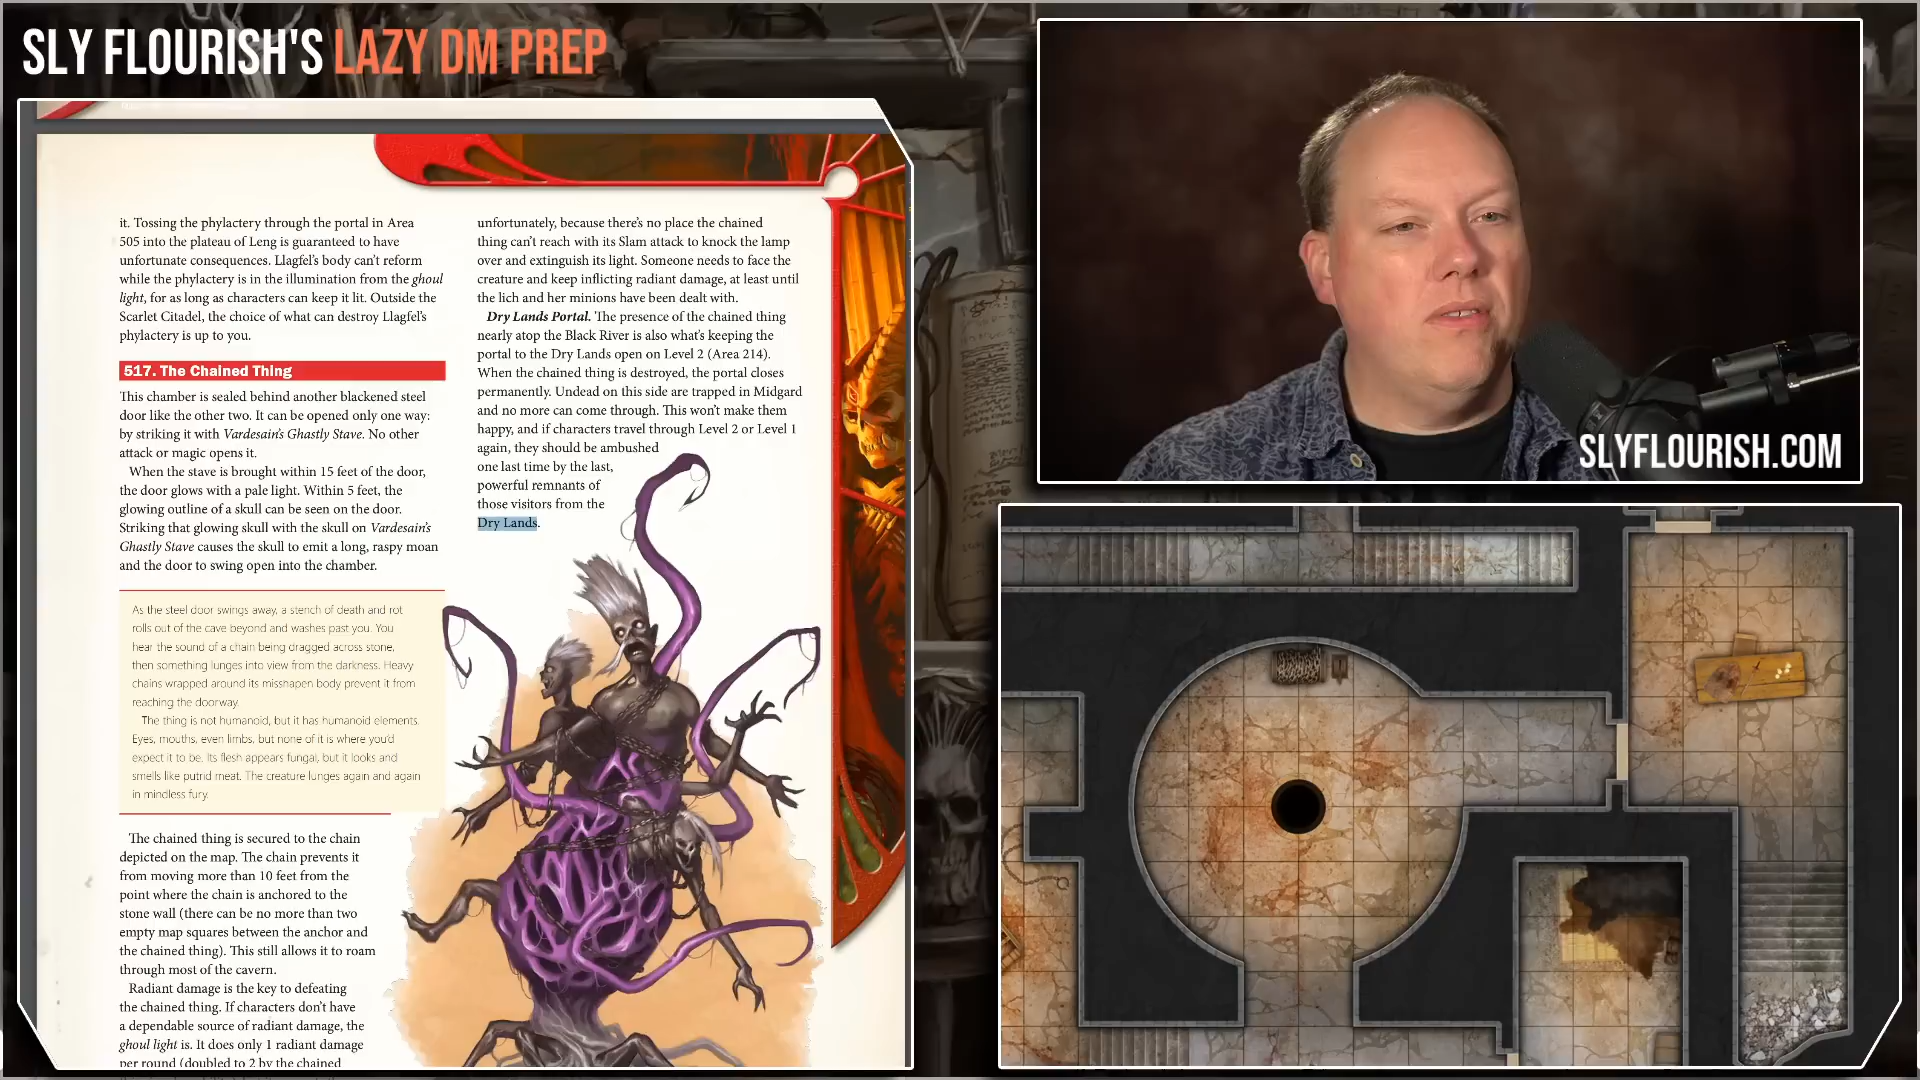 SLY FLOURISH'S LAZY DM PREP
it. Tossing the phylactery through the portal in Area
505 into the plateau of Leng is guaranteed to have
unfortunate consequences. Llagfel's body can't reform
while the phylactery is in the illumination from the ghoul
light, for as long as characters can keep it lit. Outside the
Scarlet Citadel, the choice of what can destroy Llagfel's
phylactery is up to you.
517. The Chained Thing
This chamber is sealed behind another blackened steel
door like the other two. It can be opened only one way:
by striking it with Vardesain's Ghastly Stave. No other
attack or magic opens it.
When the stave is brought within 15 feet of the door,
the door glows with a pale light. Within 5 feet, the
glowing outline of a skull can be seen on the door.
Striking that glowing skull with the skull on Vardesain's
Ghastly Stave causes the skull to emit a long, raspy moan
and the door to swing open into the chamber.
As the steel door swings away, a stench of death and rot
rolls out of the cave beyond and washes past you. You
hear the sound of a chain being dragged across stone,
then something lunges into view from the darkness. Heavy
chains wrapped around its misshapen body prevent it from
reaching the doorway.
The thing is not humanoid, but it has humanoid elements.
Eyes, mouths, even limbs, but none of it is where you'd
expect it to be. Its flesh appears fungal, but it looks and
smells like putrid meat. The creature lunges again and again
in mindless fury.
The chained thing is secured to the chain
depicted on the map. The chain prevents it
from moving more than 10 feet from the
point where the chain is anchored to the
stone wall (there can be no more than two
empty map squares between the anchor and
the chained thing). This still allows it to roam
through most of the cavern.
Radiant damage is the key to defeating
the chained thing. If characters don't have
a dependable source of radiant damage, the
ghoul light is. It does only 1 radiant damage
per round (doubled to 2 by the chained
unfortunately, because there's no place the chained
thing can't reach with its Slam attack to knock the lamp
over and extinguish its light. Someone needs to face the
creature and keep inflicting radiant damage, at least until
the lich and her minions have been dealt with.
Dry Lands Portal. The presence of the chained thing
nearly atop the Black River is also what's keeping the
portal to the Dry Lands open on Level 2 (Area 214).
When the chained thing is destroyed, the portal closes
permanently. Undead on this side are trapped in Midgard
and no more can come through. This won't make them
happy, and if characters travel through Level 2 or Level 1
again, they should be ambushed
one last time by the last,
powerful remnants of
those visitors from the
Dry Lands.
SLYFLOURISH.COM